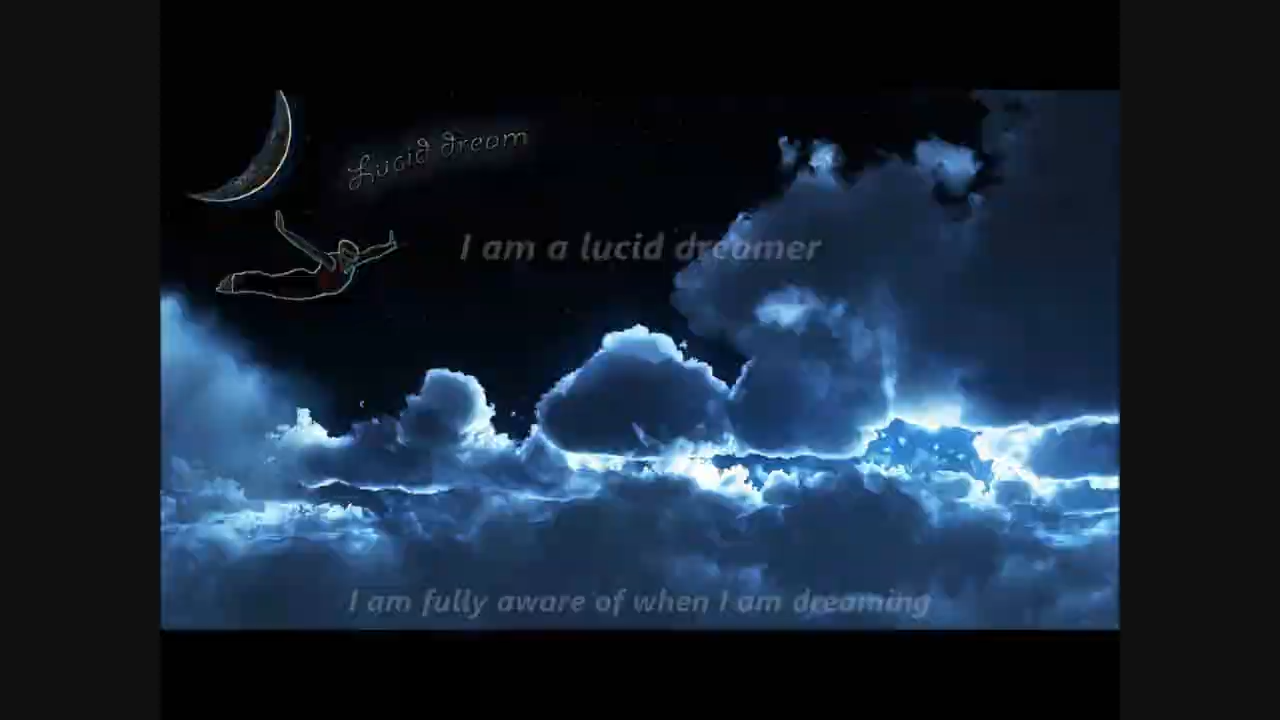 Lucid dream
I am a lucid dreamer
I am fully aware of when I am dreaming